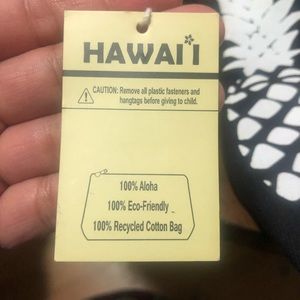 HAWAI'I
CAUTION: Remove all plastic fasteners and
hangtags before giving to child.
100% Aloha
100% Eco-Friendly
100% Recycled Cotton Bag